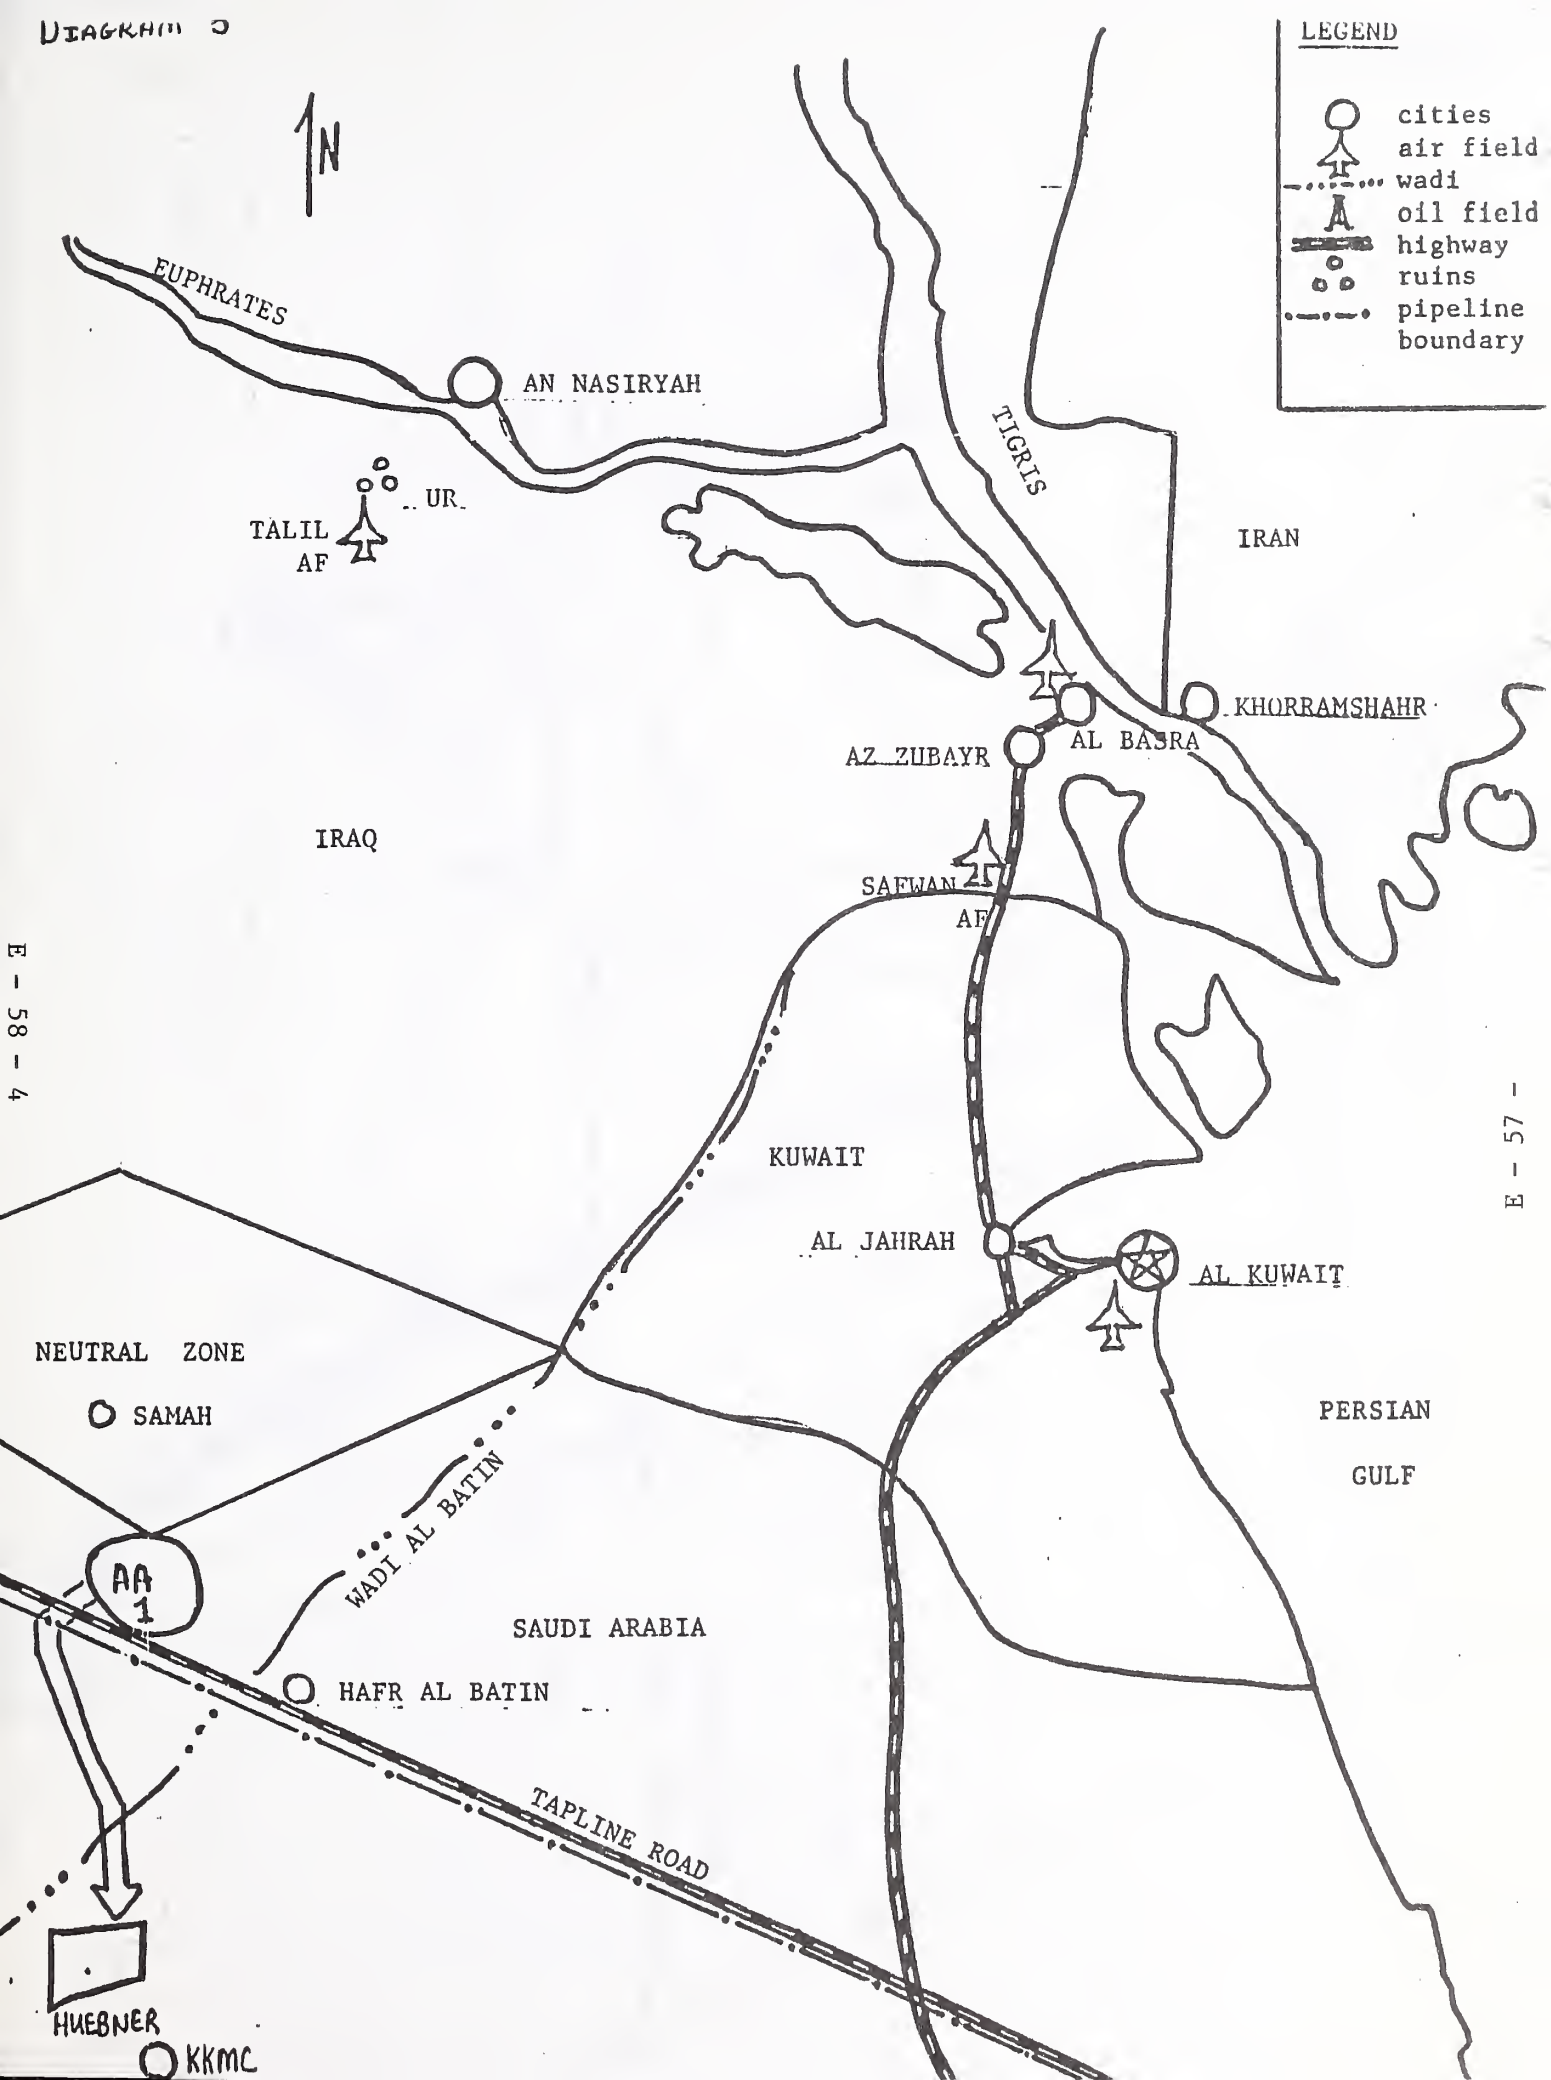 DIAGRAM
LEGEND
cities
air field
wadi
oil field
highway
ruins
pipeline
boundary
N
EUPHRATES
AN NASIRYAH
TIGRIS
UR
TALIL
AF
IRAN
KHORRAMSHAHR
AL BASRA
AZ ZUBAYR
IRAQ
SAFWAN
AF
E - 58 - 4
E - 57 -
KUWAIT
AL JAHRAH
AL KUWAIT
NEUTRAL ZONE
SAMAH
PERSIAN
GULF
WADI AL BATIN
AA
1
SAUDI ARABIA
HAFR AL BATIN
TAPLINE ROAD
HUEBNER
KKMC